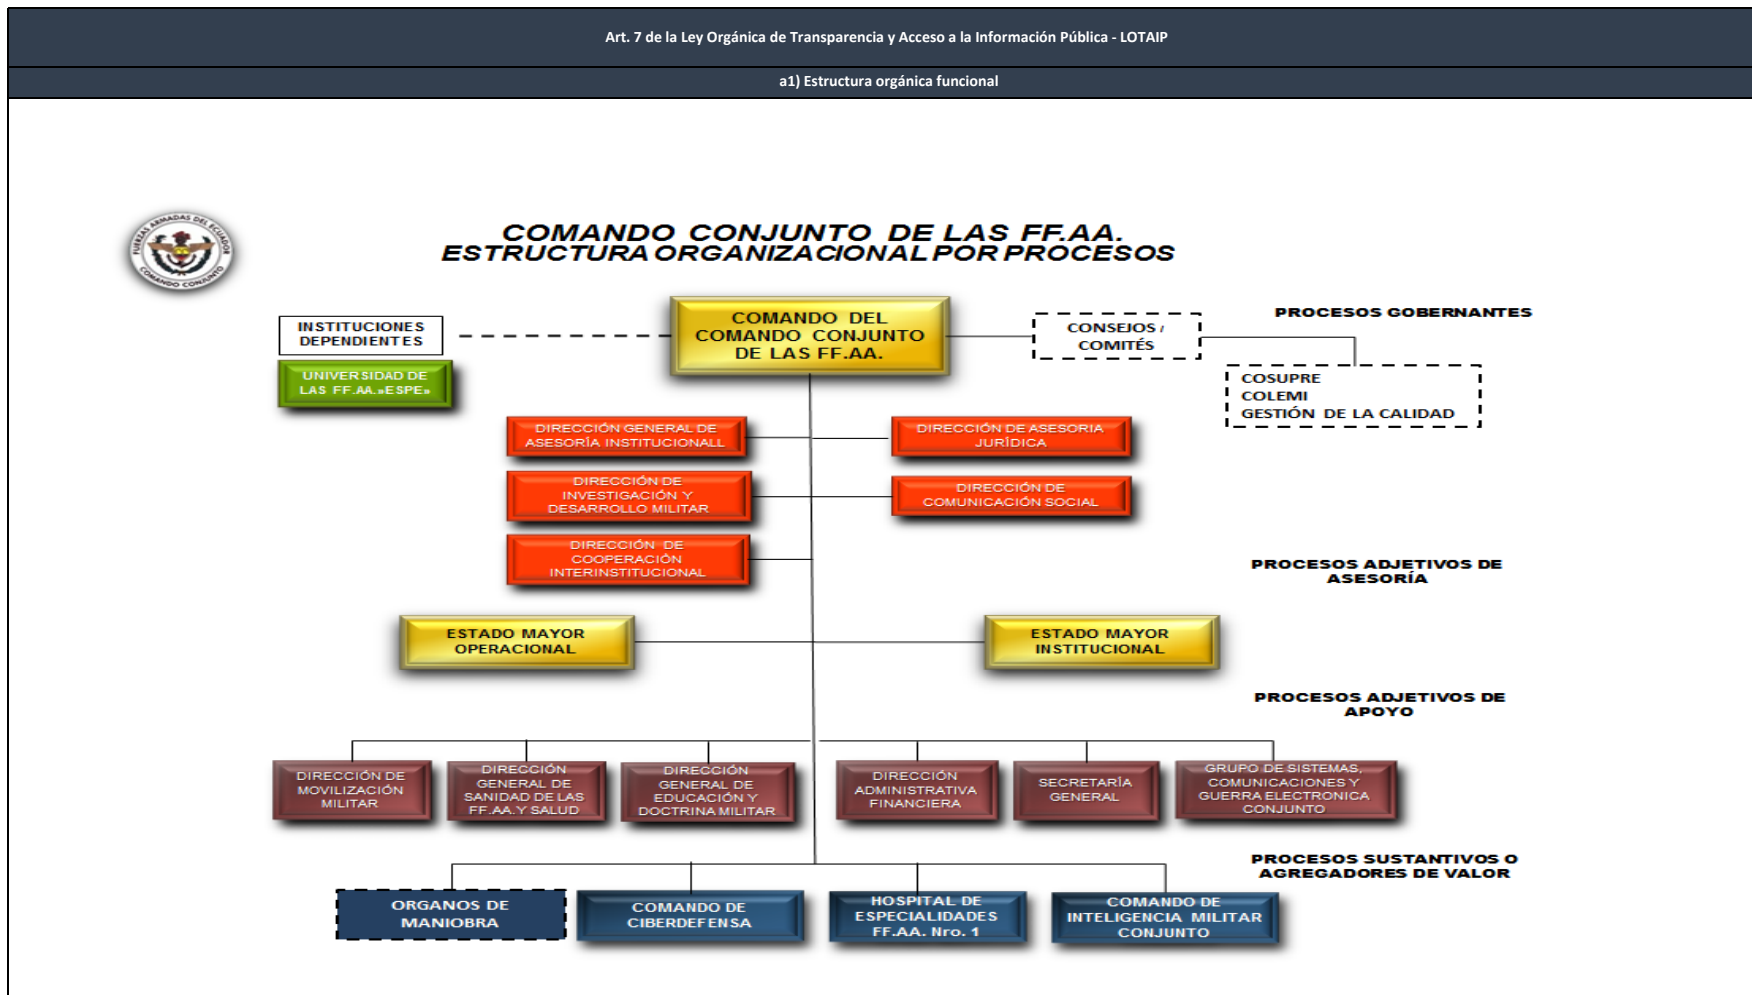 Art. 7 de la Ley Orgánica de Transparencia y Acceso a la Información Pública - LOTAIP
a1) Estructura orgánica funcional
FUERZAS ARMADAS DEL ECUADOR
COMANDO CONJUNTO
COMANDO CONJUNTO DE LAS FF.AA.
ESTRUCTURA ORGANIZACIONAL POR PROCESOS
INSTITUCIONES
DEPENDIENTES
UNIVERSIDAD DE
LAS FF.AA.»ESPE»
COMANDO DEL
COMANDO CONJUNTO
DE LAS FF.AA.
CONSEJOS /
COMITÉS
PROCESOS GOBERNANTES
COSUPRE
COLEMI
GESTIÓN DE LA CALIDAD
DIRECCIÓN GENERAL DE
ASESORÍA INSTITUCIONALL
DIRECCIÓN DE ASESORIA
JURÍDICA
DIRECCIÓN DE
INVESTIGACIÓN Y
DESARROLLO MILITAR
DIRECCIÓN DE
COMUNICACIÓN SOCIAL
DIRECCIÓN DE
COOPERACIÓN
INTERINSTITUCIONAL
PROCESOS ADJETIVOS DE
ASESORÍA
ESTADO MAYOR
OPERACIONAL
ESTADO MAYOR
INSTITUCIONAL
PROCESOS ADJETIVOS DE
APOYO
DIRECCIÓN DE
MOVILIZACIÓN
MILITAR
DIRECCIÓN
GENERAL DE
SANIDAD DE LAS
FF.AA.Y SALUD
DIRECCIÓN
GENERAL DE
EDUCACIÓN Y
DOCTRINA MILITAR
DIRECCIÓN
ADMINISTRATIVA
FINANCIERA
SECRETARÍA
GENERAL
GRUPO DE SISTEMAS,
COMUNICACIONES Y
GUERRA ELECTRONICA
CONJUNTO
PROCESOS SUSTANTIVOS O
AGREGADORES DE VALOR
ORGANOS DE
MANIOBRA
COMANDO DE
CIBERDEFENSA
HOSPITAL DE
ESPECIALIDADES
FF.AA. Nro. 1
COMANDO DE
INTELIGENCIA MILITAR
CONJUNTO